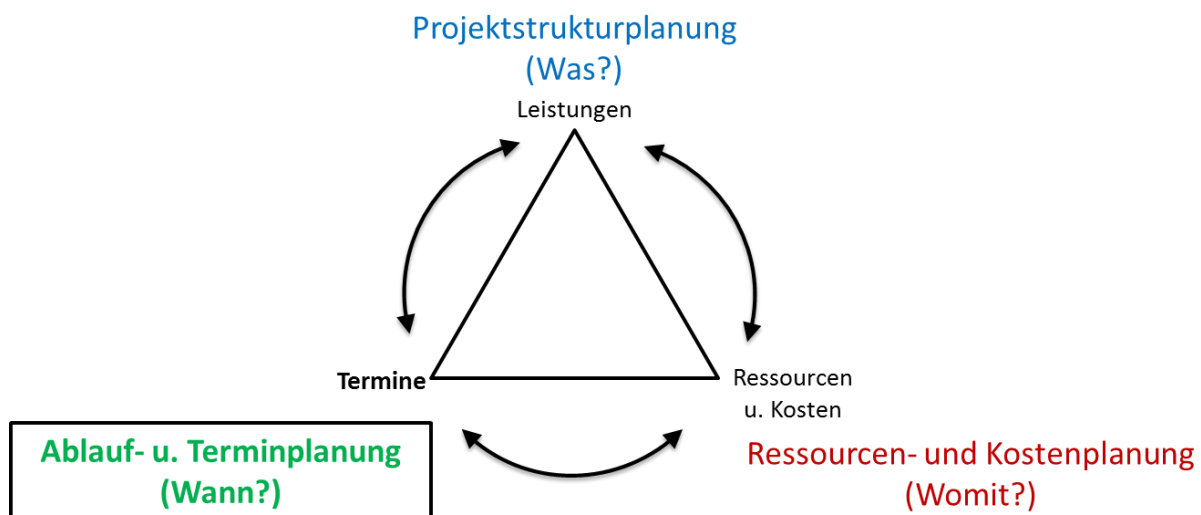 Projektstrukturplanung
(Was?)
Leistungen
Termine
Ressourcen
u. Kosten
Ablauf- u. Terminplanung
(Wann?)
Ressourcen- und Kostenplanung
(Womit?)